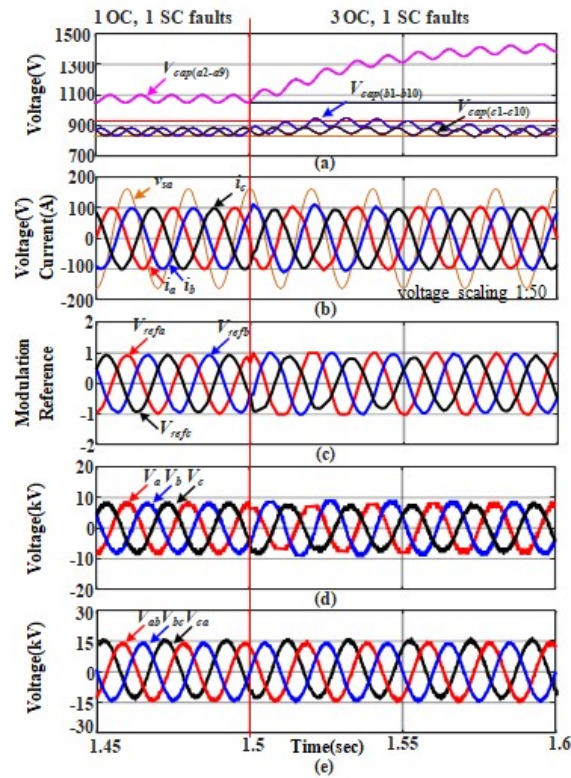 1 OC, 1 SC faults 3 OC, 1 SC faults
1500
1300
1100
900
700
Voltage(V)
Vcap(a2-a9)
Vcap(b1-b10)
Vcap(c1-c10)
(a)
200
100
0
-100
-200
Voltage(V)
Current(A)
vsa
ic
ia ib
voltage scaling 1:50
(b)
2
1
0
-1
-2
Modulation
Reference
Vrefa
Vrefb
Vrefc
(c)
20
10
0
-10
-20
Voltage(kV)
Va Vb Vc
(d)
30
15
0
-15
-30
Voltage(kV)
Vab Vbc Vca
1.45 1.5 Time(sec) 1.55 1.6
(e)